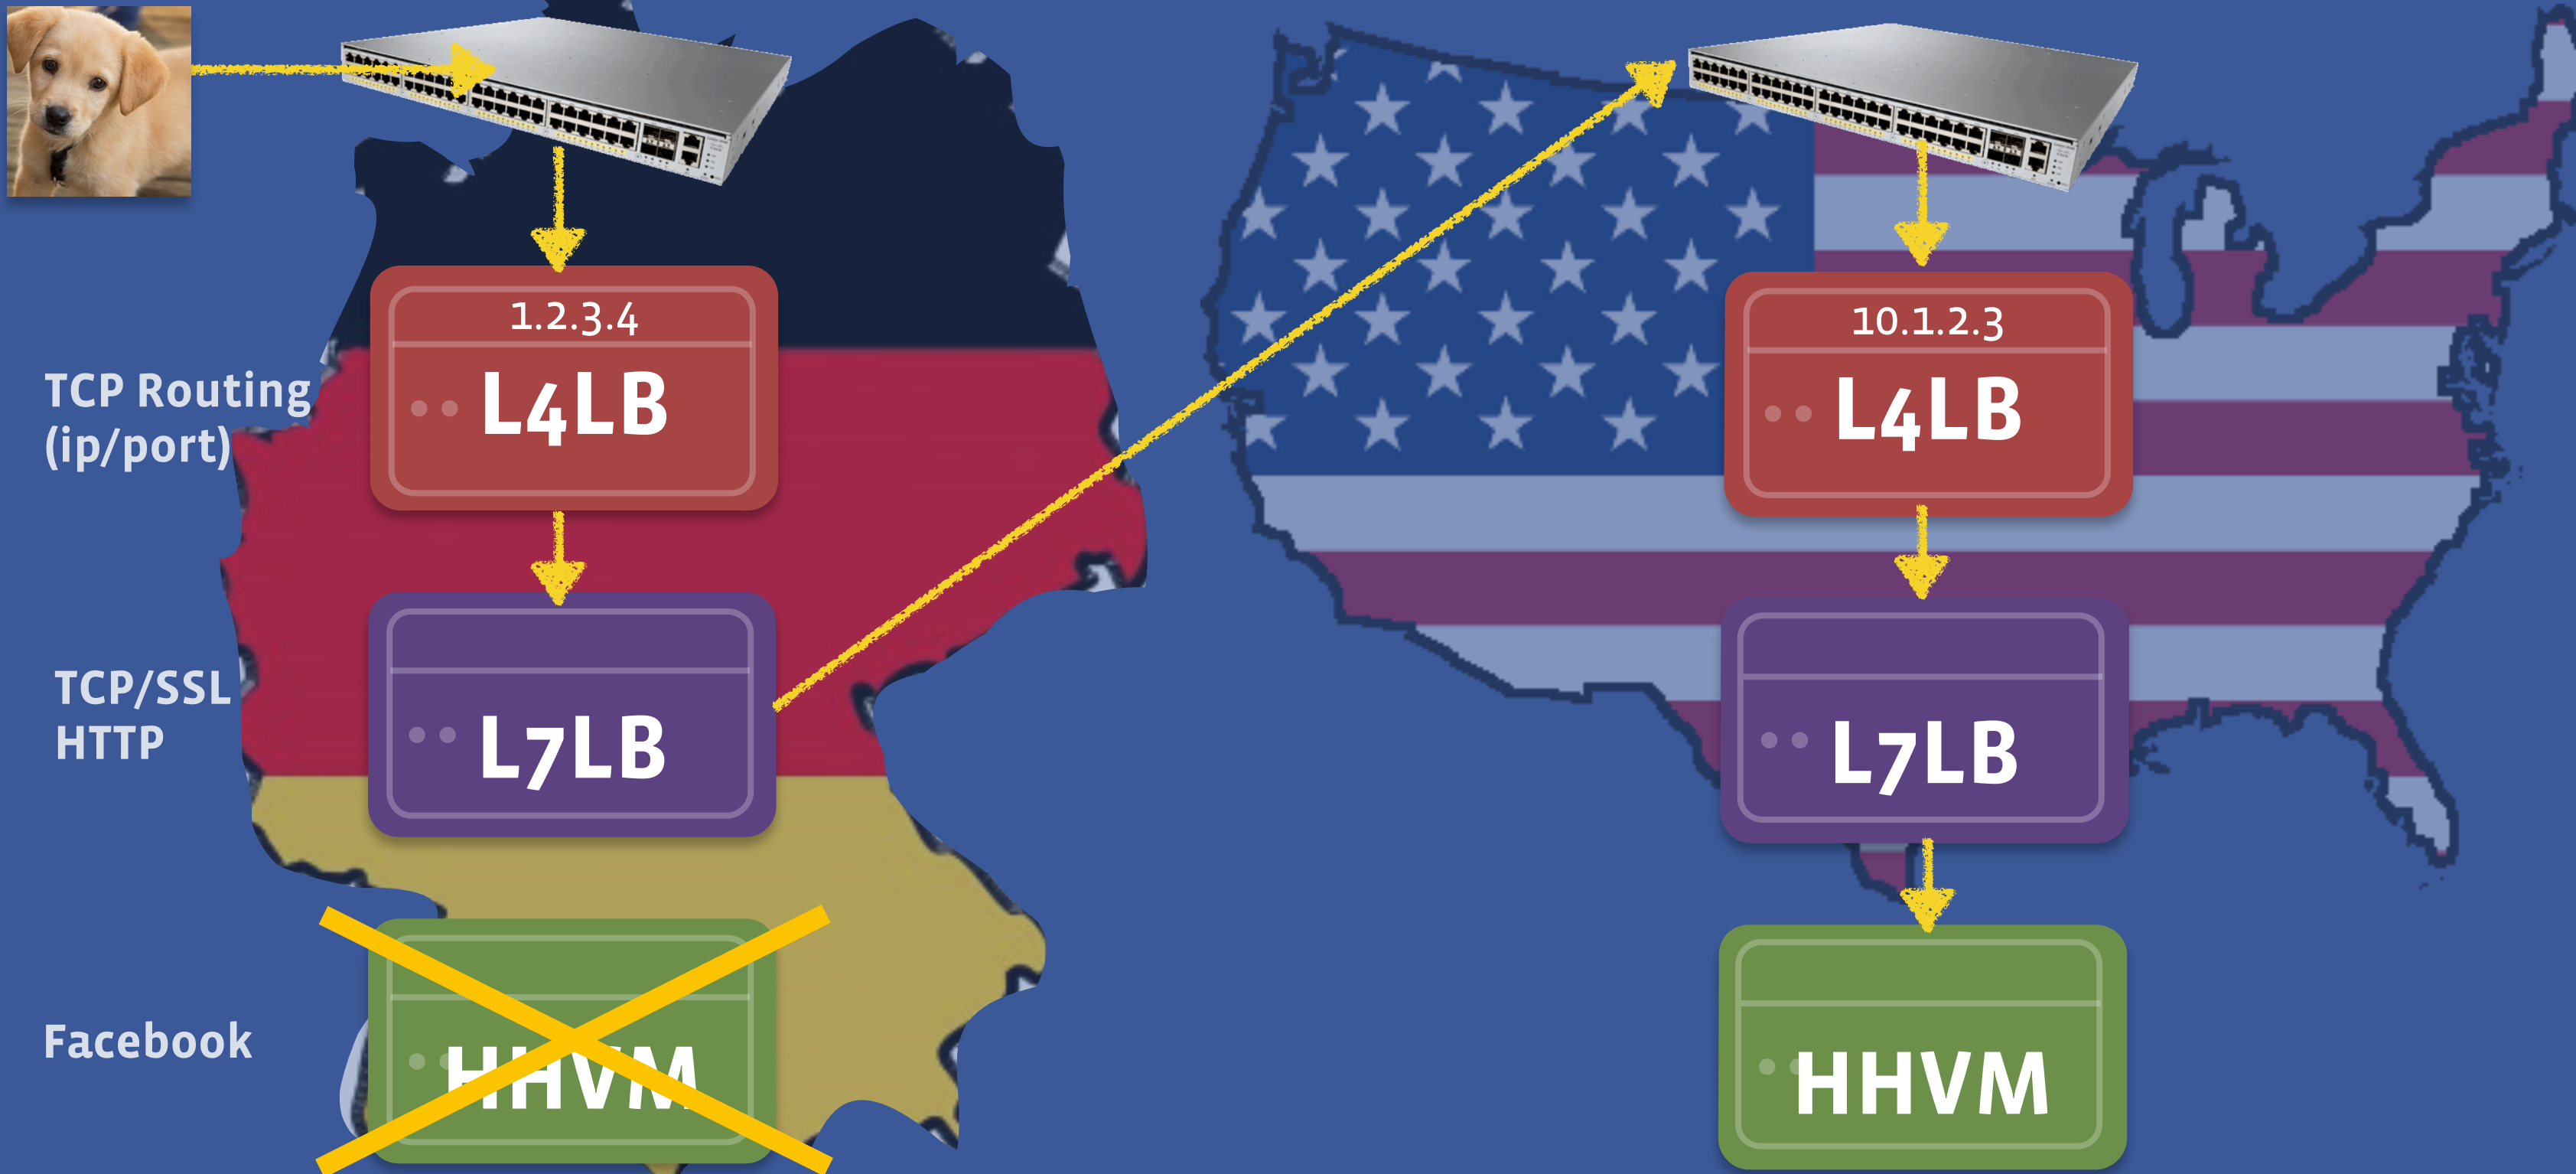 1.2.3.4
L4LB
10.1.2.3
L4LB
TCP Routing
(ip/port)
L7LB
L7LB
TCP/SSL
HTTP
HHVM
HHVM
Facebook